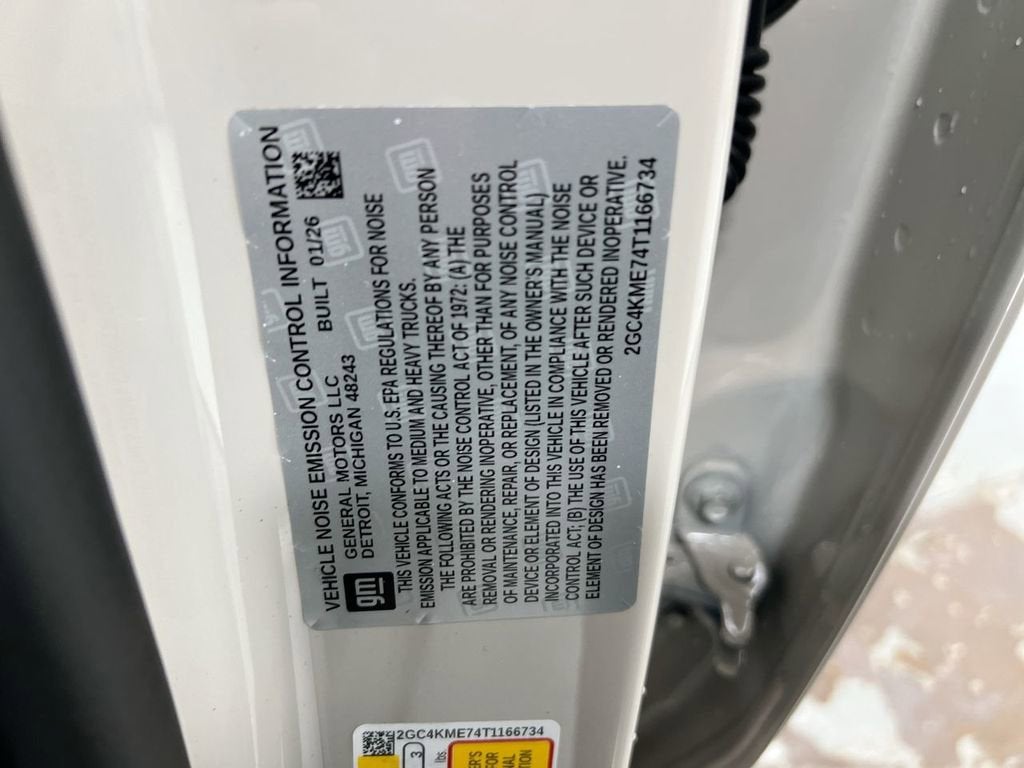 VEHICLE NOISE EMISSION CONTROL INFORMATION
GENERAL MOTORS LLC BUILT 01/26
DETROIT, MICHIGAN 48243
gm
THIS VEHICLE CONFORMS TO U.S. EPA REGULATIONS FOR NOISE
EMISSION APPLICABLE TO MEDIUM AND HEAVY TRUCKS.
THE FOLLOWING ACTS OR THE CAUSING THEREOF BY ANY PERSON
ARE PROHIBITED BY THE NOISE CONTROL ACT OF 1972: (A) THE
REMOVAL OR RENDERING INOPERATIVE, OTHER THAN FOR PURPOSES
OF MAINTENANCE, REPAIR, OR REPLACEMENT, OF ANY NOISE CONTROL
DEVICE OR ELEMENT OF DESIGN (LISTED IN THE OWNER'S MANUAL)
INCORPORATED INTO THIS VEHICLE IN COMPLIANCE WITH THE NOISE
CONTROL ACT; (B) THE USE OF THIS VEHICLE AFTER SUCH DEVICE OR
ELEMENT OF DESIGN HAS BEEN REMOVED OR RENDERED INOPERATIVE.
2GC4KME74T1166734
2GC4KME74T1166734
3
lbs.